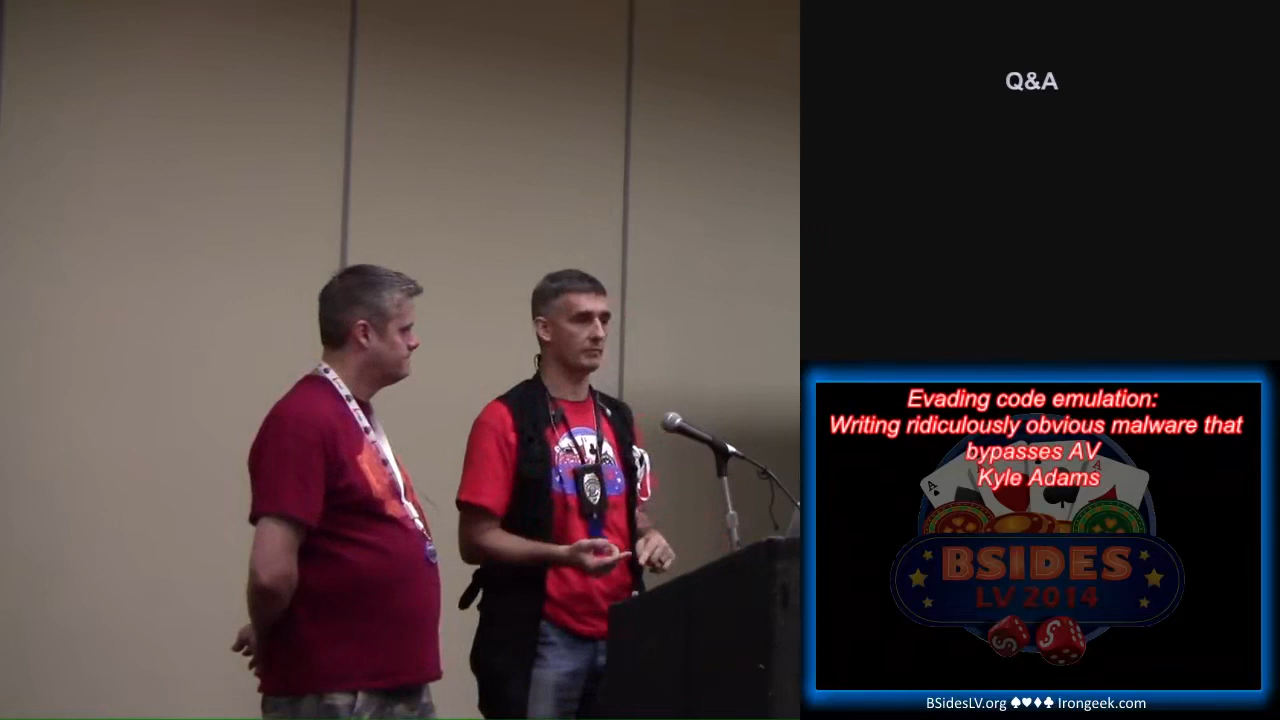 Q&A
Evading code emulation:
Writing ridiculously obvious malware that
bypasses AV
Kyle Adams
BSIDES
LV 2014
BSidesLV.org ♠♥♦♣ Irongeek.com